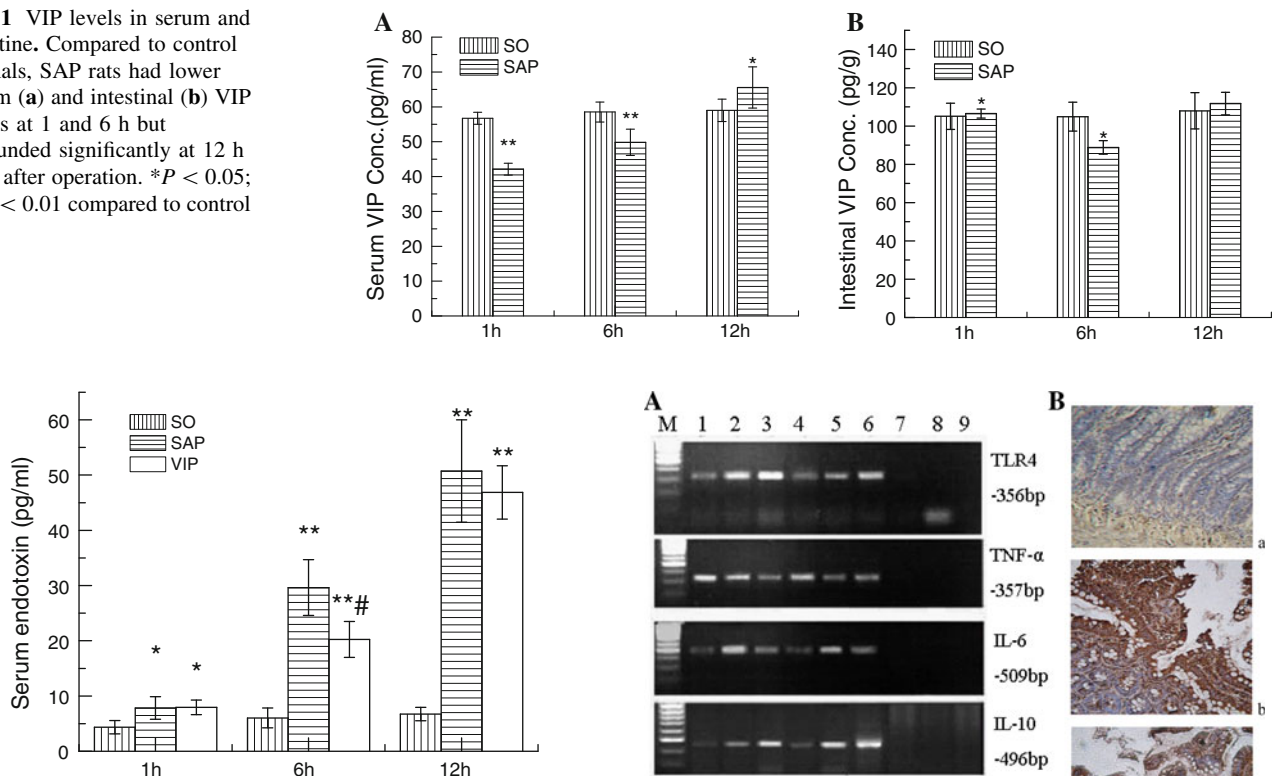 1 VIP levels in serum and
tine. Compared to control
als, SAP rats had lower
m (a) and intestinal (b) VIP
s at 1 and 6 h but
unded significantly at 12 h
after operation. *P < 0.05;
< 0.01 compared to control
A
Serum VIP Conc.(pg/ml)
80
70
60
50
40
30
20
10
0
SO
SAP
**
**
*
1h
6h
12h
B
Intestinal VIP Conc. (pg/g)
140
120
100
80
60
40
20
0
SO
SAP
*
*
1h
6h
12h
Serum endotoxin (pg/ml)
60
50
40
30
20
10
0
SO
SAP
VIP
*
*
**
**#
**
**
1h
6h
12h
A
M 1 2 3 4 5 6 7 8 9
TLR4
-356bp
TNF-α
-357bp
IL-6
-509bp
IL-10
-496bp
B
a
b